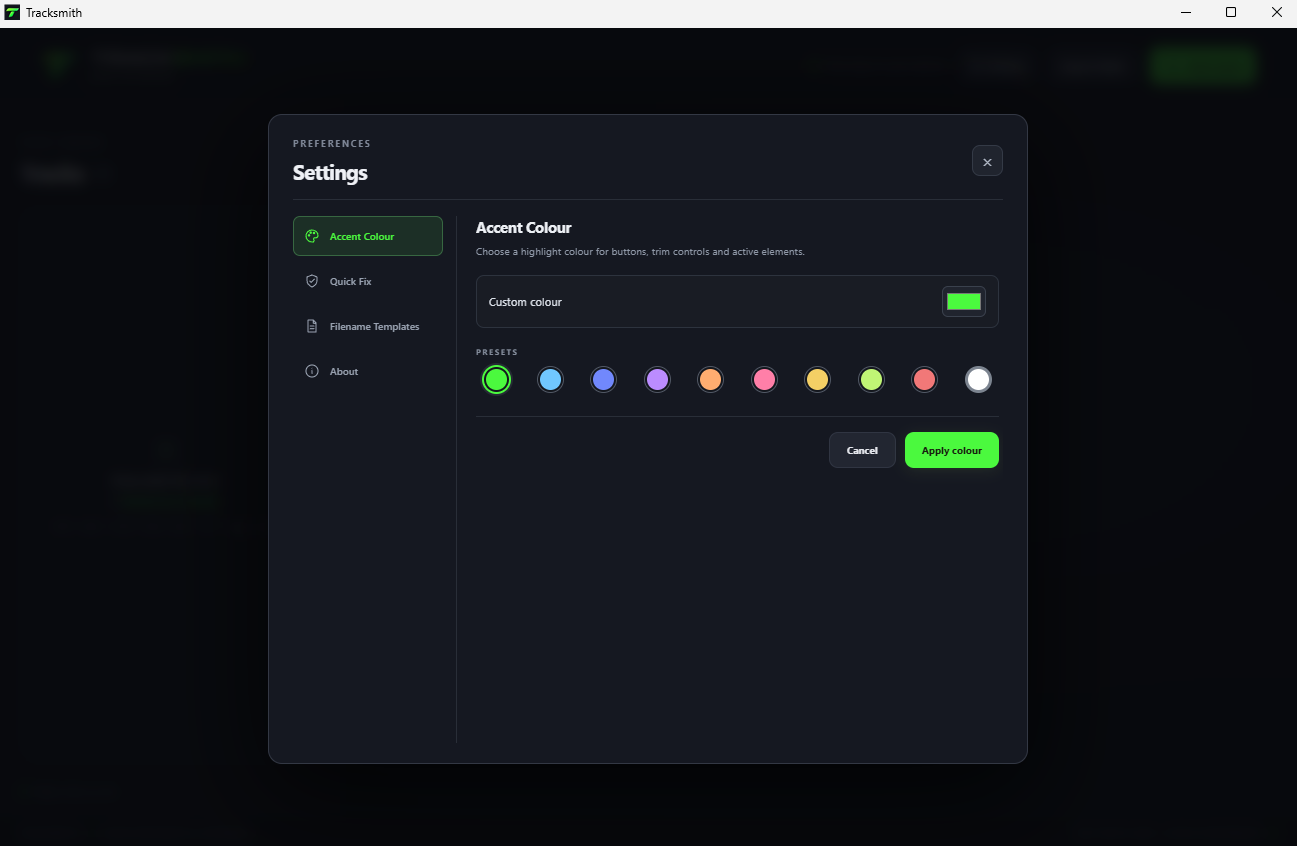 Tracksmith
PREFERENCES
Settings
Accent Colour
Quick Fix
Filename Templates
About
Accent Colour
Choose a highlight colour for buttons, trim controls and active elements.
Custom colour
PRESETS
Cancel
Apply colour